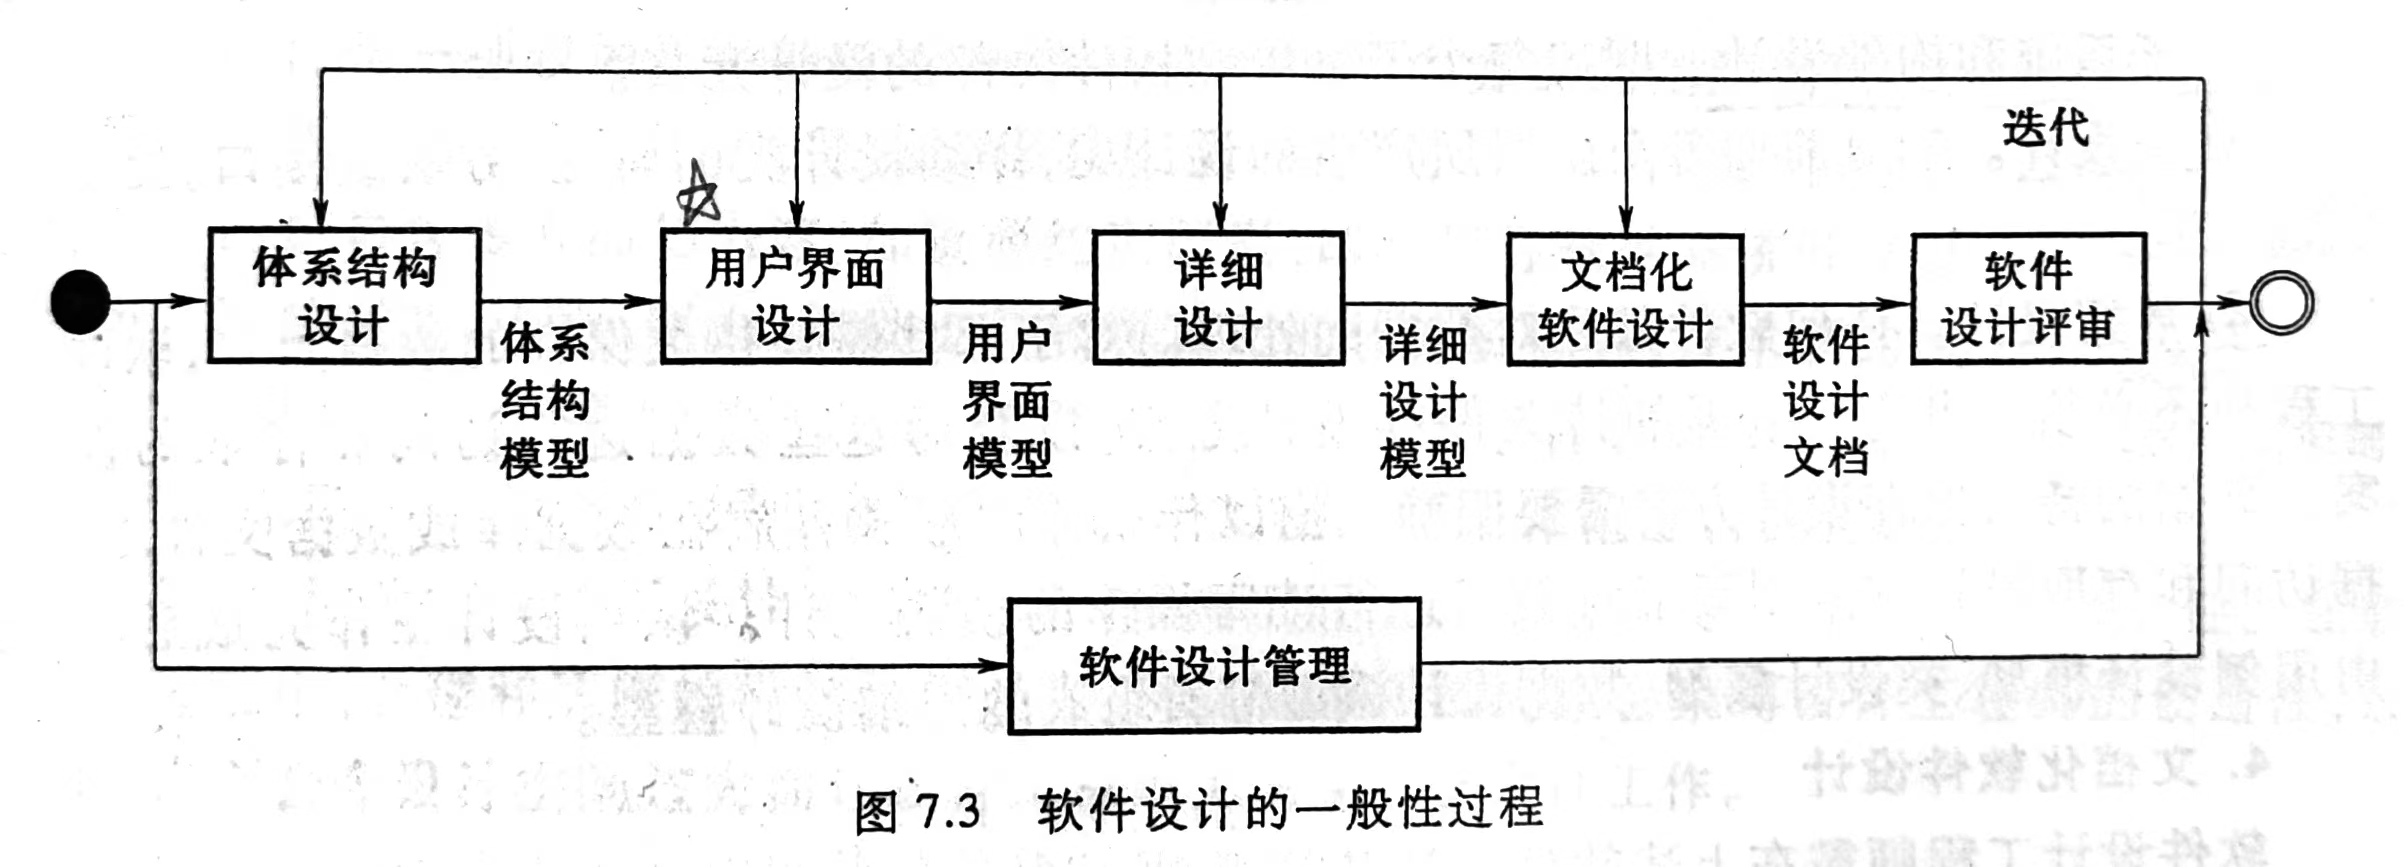 迭代
体系结构
设计
用户界面
设计
详细
设计
文档化
软件设计
软件
设计评审
体系
结构
模型
用户
界面
模型
详细
设计
模型
软件
设计
文档
软件设计管理
图 7.3 软件设计的一般性过程